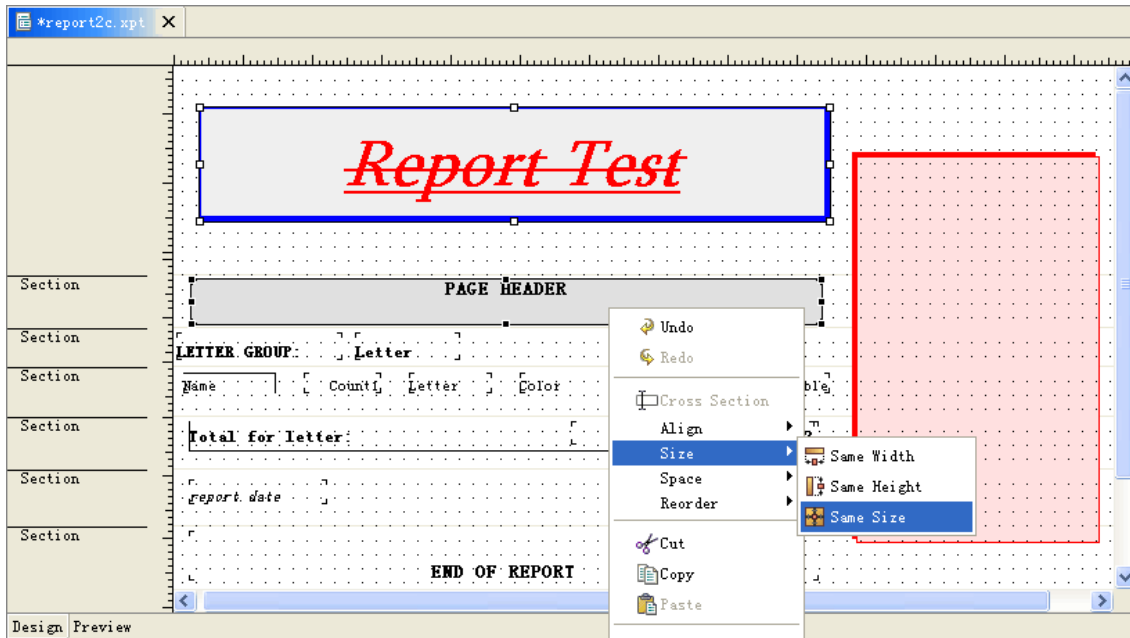 *report2c.xpt
Report Test
Section
PAGE HEADER
Section
LETTER GROUP: Letter
Section
Name Count1 Letter Color ble
Section
Total for letter:
Section
report.date
Section
END OF REPORT
Undo
Redo
Cross Section
Align
Size
Space
Reorder
Cut
Copy
Paste
Same Width
Same Height
Same Size
Design Preview